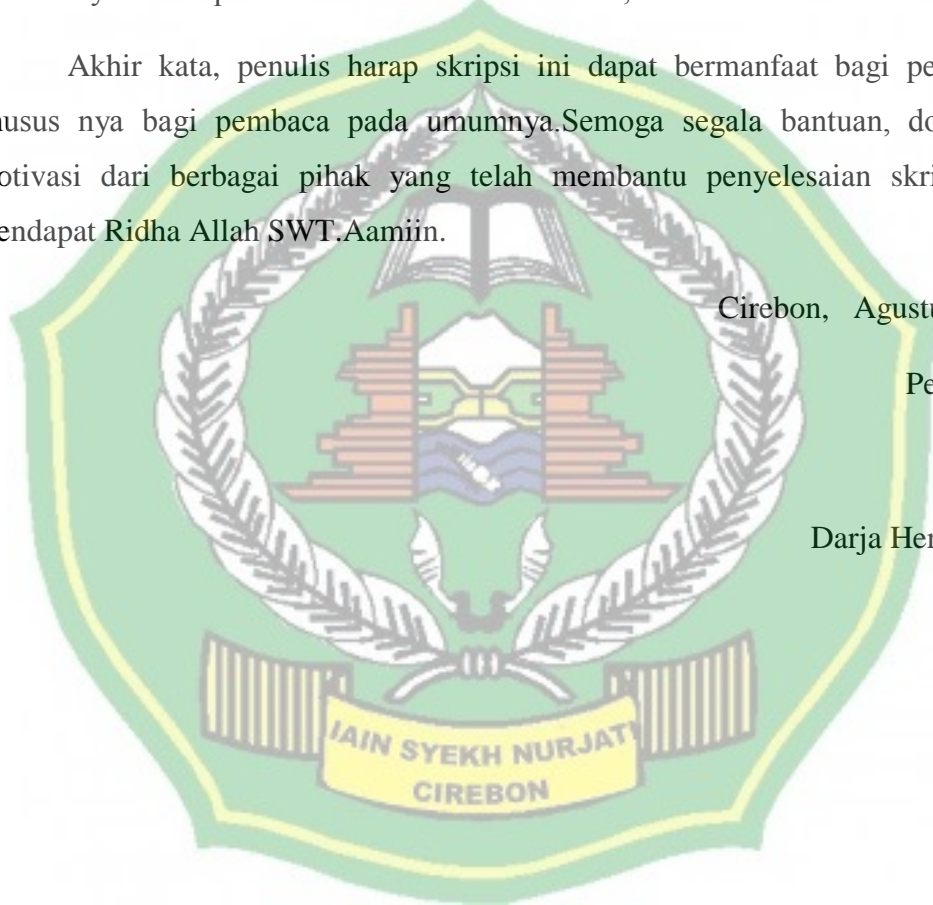 Akhir kata, penulis harap skripsi ini dapat bermanfaat bagi pe
usus nya bagi pembaca pada umumnya.Semoga segala bantuan, do
otivasi dari berbagai pihak yang telah membantu penyelesaian skri
endapat Ridha Allah SWT.Aamiin.
Cirebon, Agustu
Pe
Darja Her
IAIN SYEKH NURJATI
CIREBON